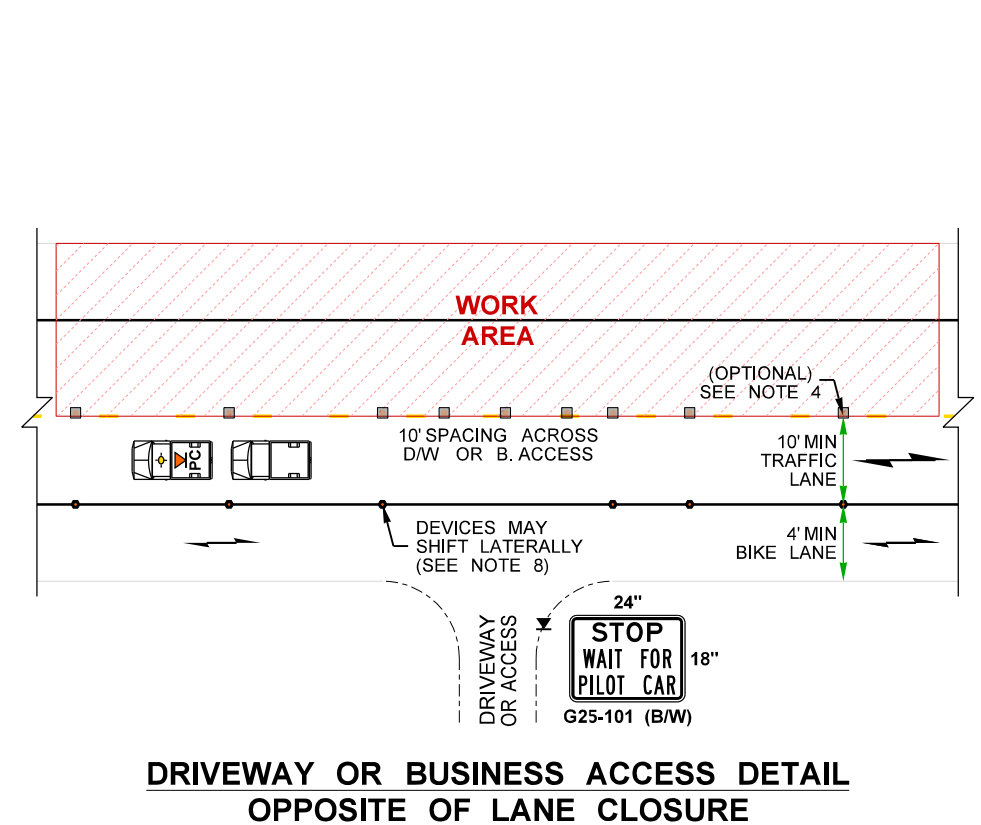 WORK
AREA
(OPTIONAL)
SEE NOTE 4
10' SPACING ACROSS
D/W OR B. ACCESS
10' MIN
TRAFFIC
LANE
PC
DEVICES MAY
SHIFT LATERALLY
(SEE NOTE 8)
4' MIN
BIKE LANE
DRIVEWAY
OR ACCESS
24"
STOP
WAIT FOR
PILOT CAR
18"
G25-101 (B/W)
DRIVEWAY OR BUSINESS ACCESS DETAIL
OPPOSITE OF LANE CLOSURE